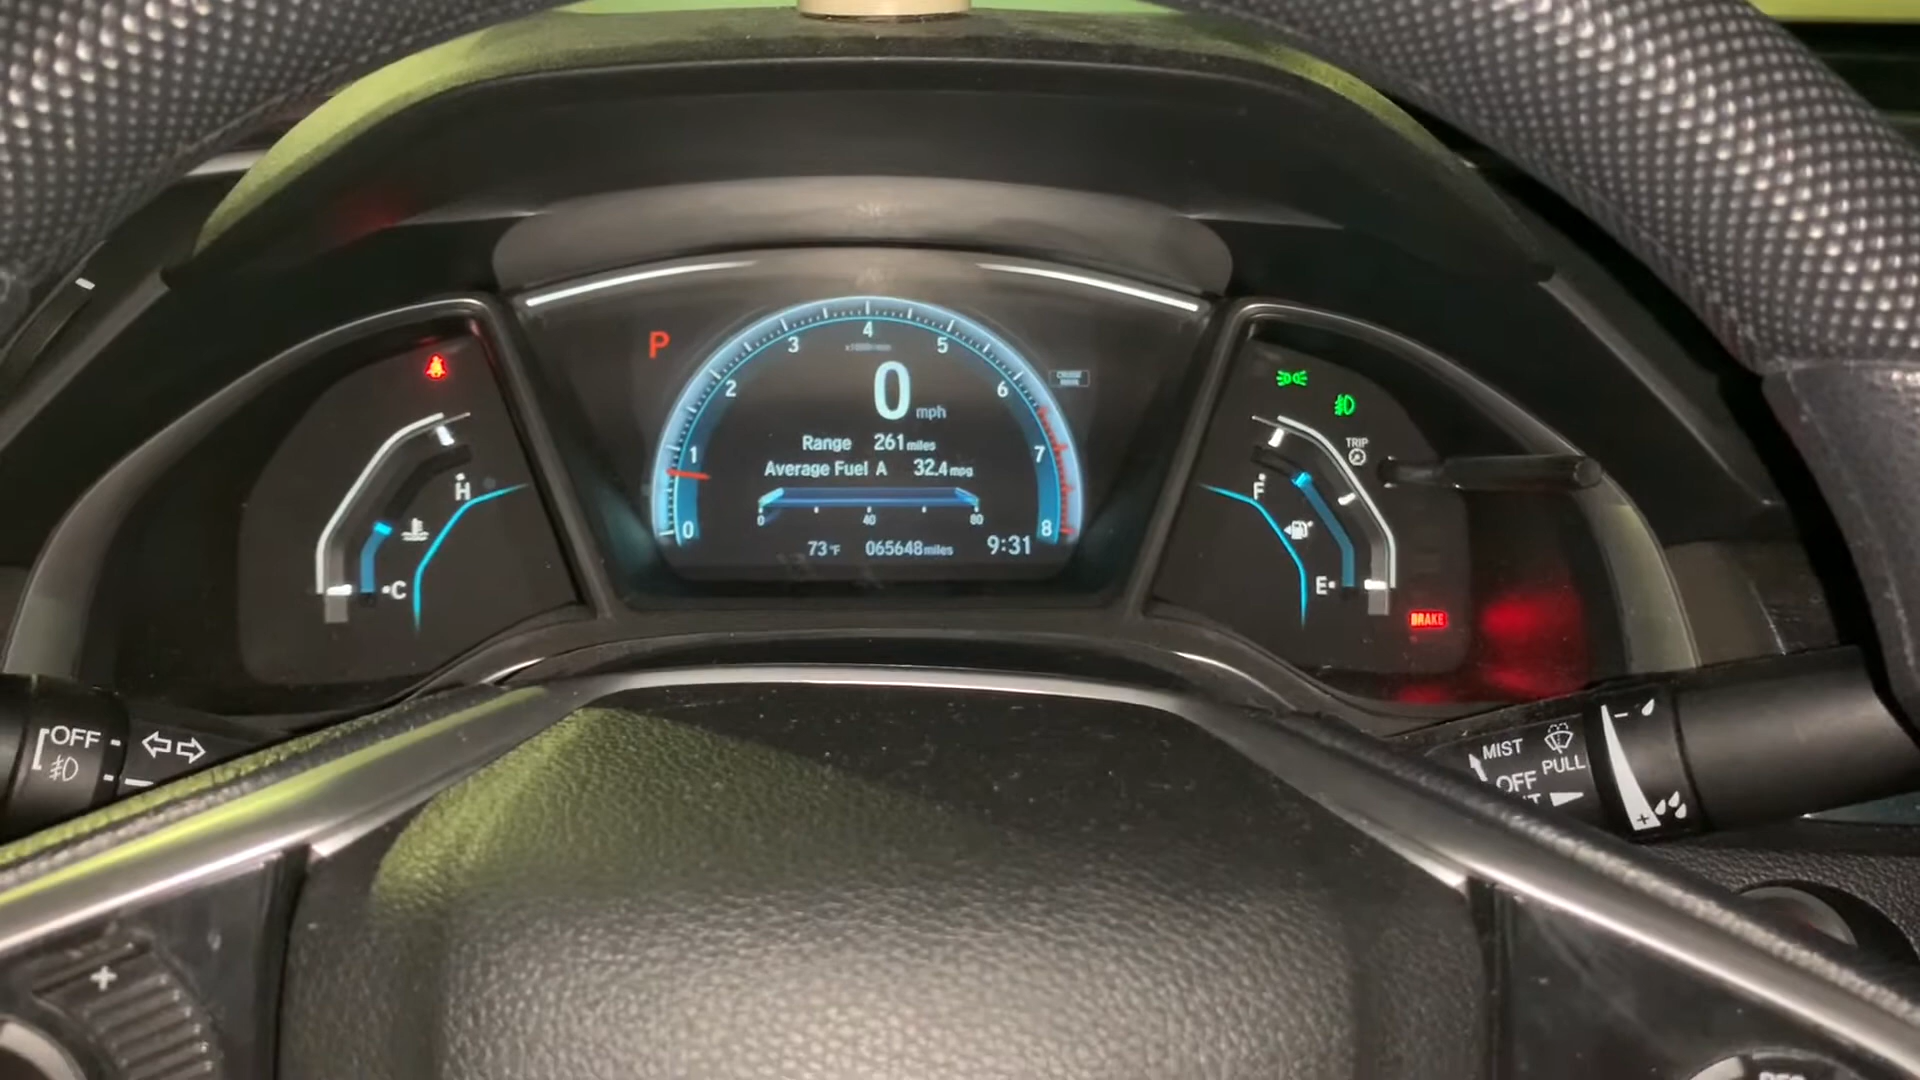 P
0
1
2
3
4
5
6
7
8
0 mph
Range 261 miles
Average Fuel A 32.4 mpg
0 40 80
73°F 065648 miles 9:31
H
C
TRIP
F
E
BRAKE
OFF
MIST
PULL
OFF
+
- +